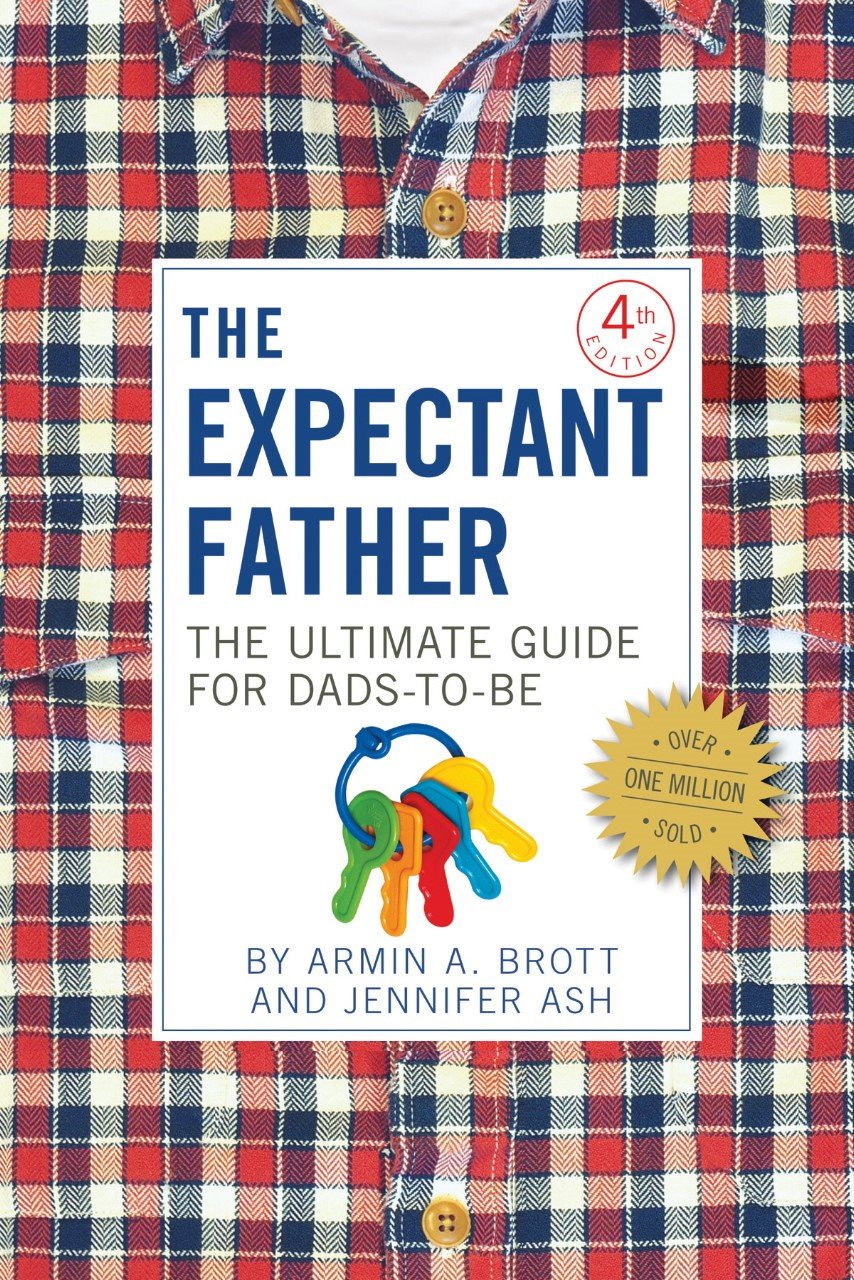 THE
4th
EDITION
EXPECTANT
FATHER
THE ULTIMATE GUIDE
FOR DADS-TO-BE
• OVER •
ONE MILLION
• SOLD •
BY ARMIN A. BROTT
AND JENNIFER ASH